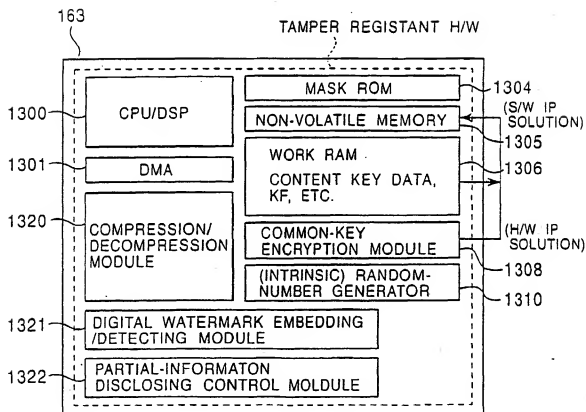 163
TAMPER REGISTANT H/W
1300
CPU/DSP
MASK ROM
1304
NON-VOLATILE MEMORY
(S/W IP
SOLUTION)
1305
1301
DMA
WORK RAM
CONTENT KEY DATA,
KF, ETC.
1306
1320
COMPRESSION/
DECOMPRESSION
MODULE
COMMON-KEY
ENCRYPTION MODULE
(H/W IP
SOLUTION)
1308
(INTRINSIC) RANDOM-
NUMBER GENERATOR
1310
1321
DIGITAL WATERMARK EMBEDDING
/DETECTING MODULE
1322
PARTIAL-INFORMATON
DISCLOSING CONTROL MOLDULE